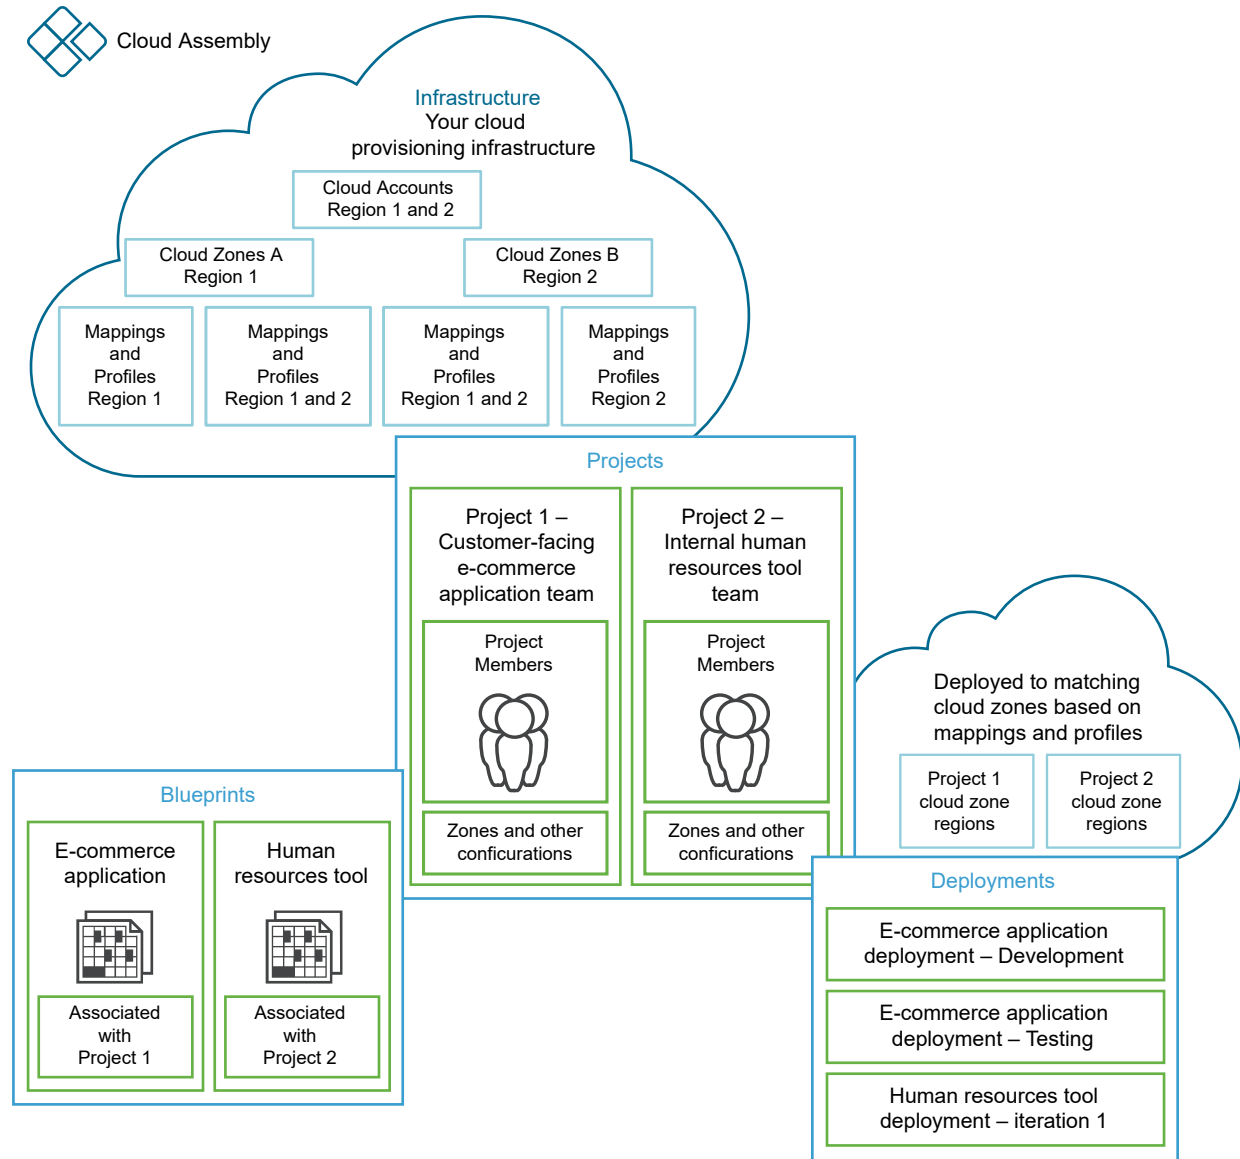 Cloud Assembly
Infrastructure
Your cloud
provisioning infrastructure
Cloud Accounts
Region 1 and 2
Cloud Zones A
Region 1
Cloud Zones B
Region 2
Mappings
and
Profiles
Region 1
Mappings
and
Profiles
Region 1 and 2
Mappings
and
Profiles
Region 1 and 2
Mappings
and
Profiles
Region 2
Projects
Project 1 –
Customer-facing
e-commerce
application team
Project
Members
Zones and other
conficurations
Project 2 –
Internal human
resources tool
team
Project
Members
Zones and other
conficurations
Deployed to matching
cloud zones based on
mappings and profiles
Project 1
cloud zone
regions
Project 2
cloud zone
regions
Blueprints
E-commerce
application
Associated
with
Project 1
Human
resources tool
Associated
with
Project 2
Deployments
E-commerce application
deployment – Development
E-commerce application
deployment – Testing
Human resources tool
deployment – iteration 1